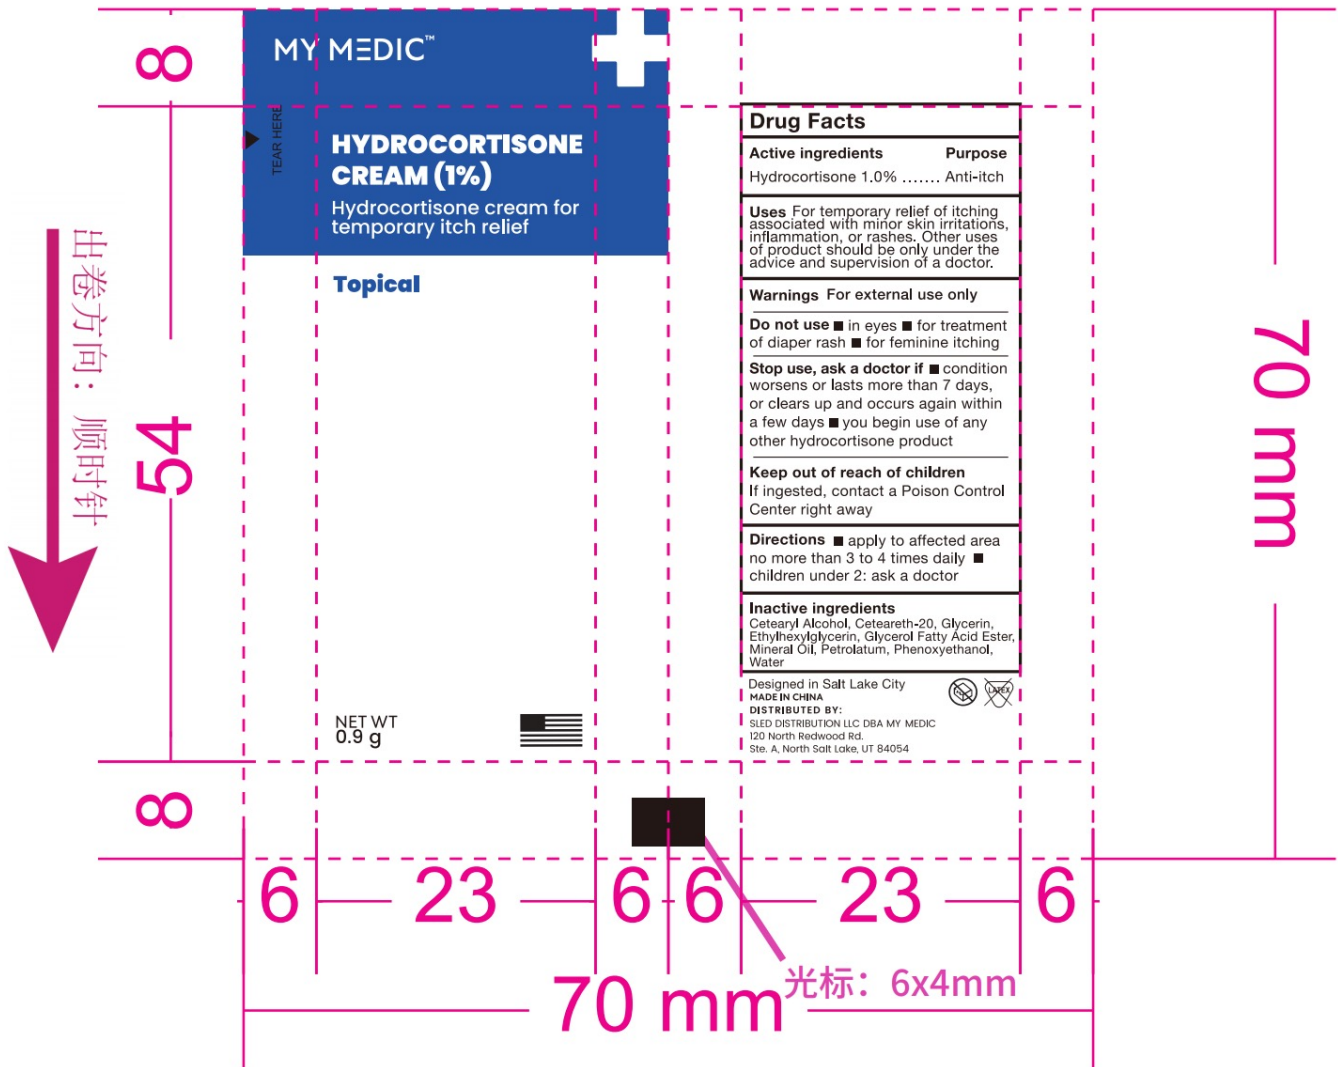 MY MEDIC™
TEAR HERE
HYDROCORTISONE
CREAM (1%)
Hydrocortisone cream for
temporary itch relief
Topical
NET WT
0.9 g
Drug Facts
Active ingredients Purpose
Hydrocortisone 1.0% ....... Anti-itch
Uses For temporary relief of itching
associated with minor skin irritations,
inflammation, or rashes. Other uses
of product should be only under the
advice and supervision of a doctor.
Warnings For external use only
Do not use ■ in eyes ■ for treatment
of diaper rash ■ for feminine itching
Stop use, ask a doctor if ■ condition
worsens or lasts more than 7 days,
or clears up and occurs again within
a few days ■ you begin use of any
other hydrocortisone product
Keep out of reach of children
If ingested, contact a Poison Control
Center right away
Directions ■ apply to affected area
no more than 3 to 4 times daily ■
children under 2: ask a doctor
Inactive ingredients
Cetearyl Alcohol, Ceteareth-20, Glycerin,
Ethylhexylglycerin, Glycerol Fatty Acid Ester,
Mineral Oil, Petrolatum, Phenoxyethanol,
Water
Designed in Salt Lake City
MADE IN CHINA
DISTRIBUTED BY:
SLED DISTRIBUTION LLC DBA MY MEDIC
120 North Redwood Rd.
Ste. A, North Salt Lake, UT 84054
LATEX
出卷方向：顺时针
8
54
8
70 mm
6 23 6 6 23 6
70 mm
光标：6x4mm